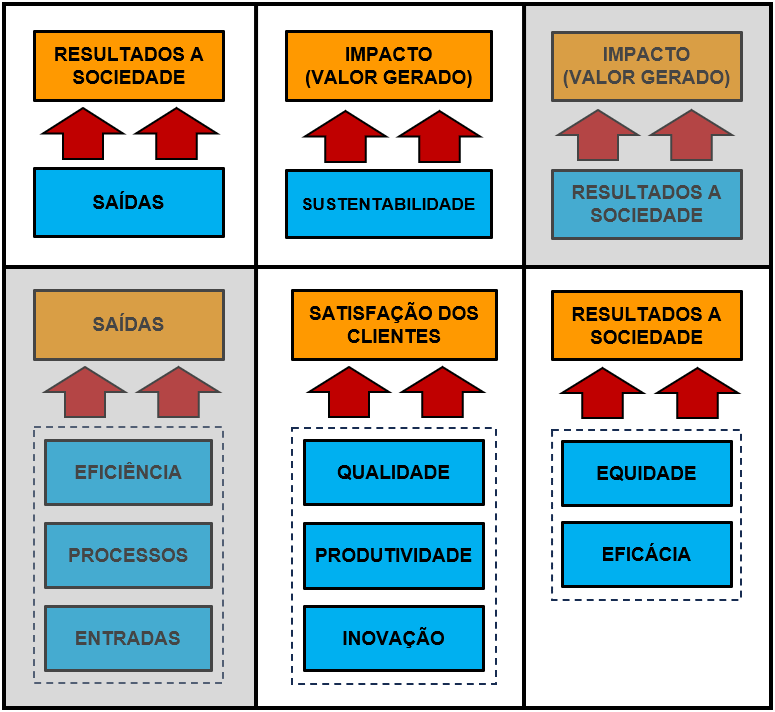 RESULTADOS A
SOCIEDADE
SAÍDAS
IMPACTO
(VALOR GERADO)
SUSTENTABILIDADE
IMPACTO
(VALOR GERADO)
RESULTADOS A
SOCIEDADE
SAÍDAS
EFICIÊNCIA
PROCESSOS
ENTRADAS
SATISFAÇÃO DOS
CLIENTES
QUALIDADE
PRODUTIVIDADE
INOVAÇÃO
RESULTADOS A
SOCIEDADE
EQUIDADE
EFICÁCIA